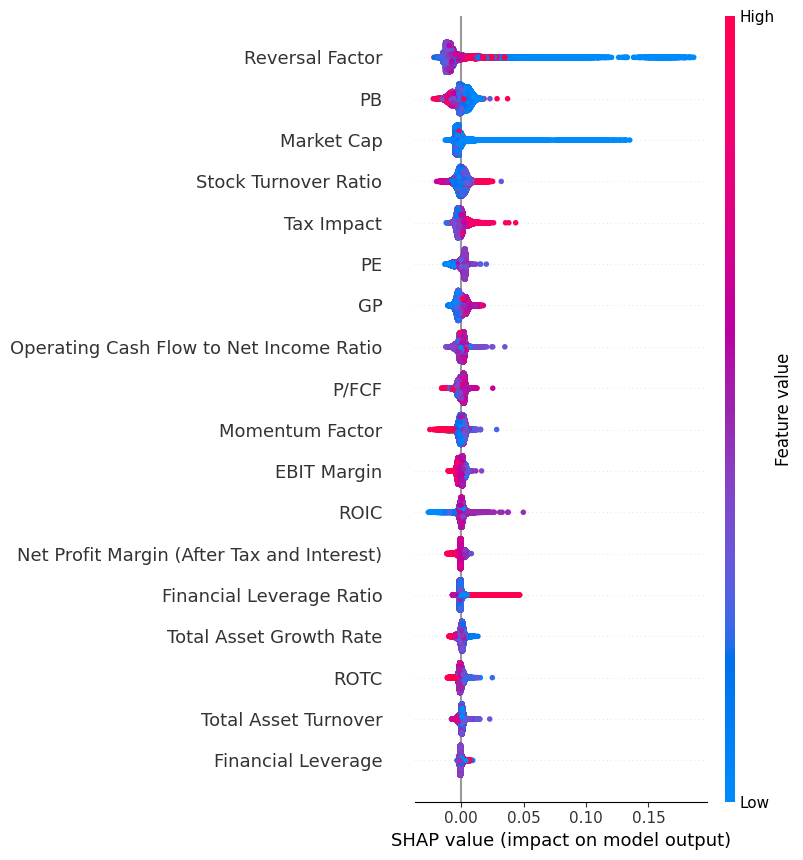 High
Reversal Factor
PB
Market Cap
Stock Turnover Ratio
Tax Impact
PE
GP
Operating Cash Flow to Net Income Ratio
P/FCF
Momentum Factor
EBIT Margin
ROIC
Net Profit Margin (After Tax and Interest)
Financial Leverage Ratio
Total Asset Growth Rate
ROTC
Total Asset Turnover
Financial Leverage
Feature value
Low
0.00 0.05 0.10 0.15
SHAP value (impact on model output)